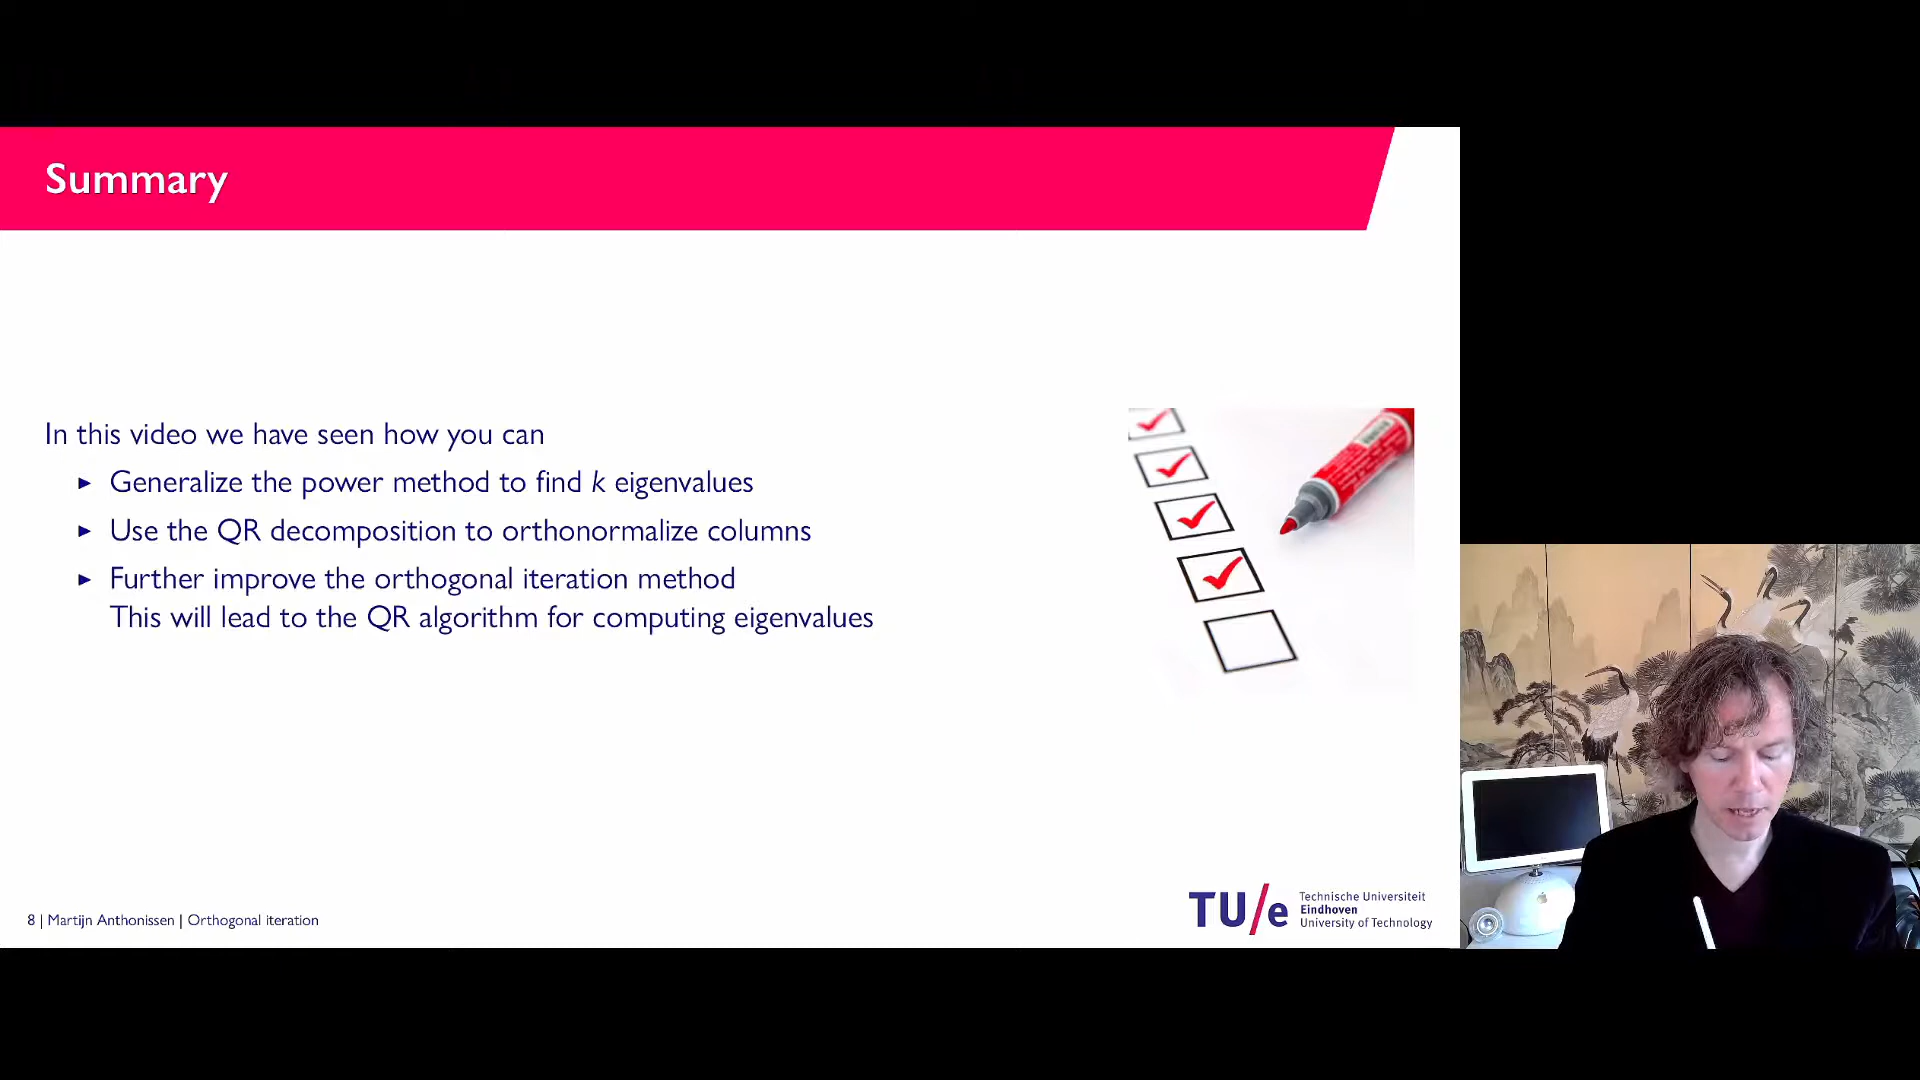 Summary
In this video we have seen how you can
▸ Generalize the power method to find k eigenvalues
▸ Use the QR decomposition to orthonormalize columns
▸ Further improve the orthogonal iteration method
This will lead to the QR algorithm for computing eigenvalues
8 | Martijn Anthonissen | Orthogonal iteration
TU/e
Technische Universiteit
Eindhoven
University of Technology